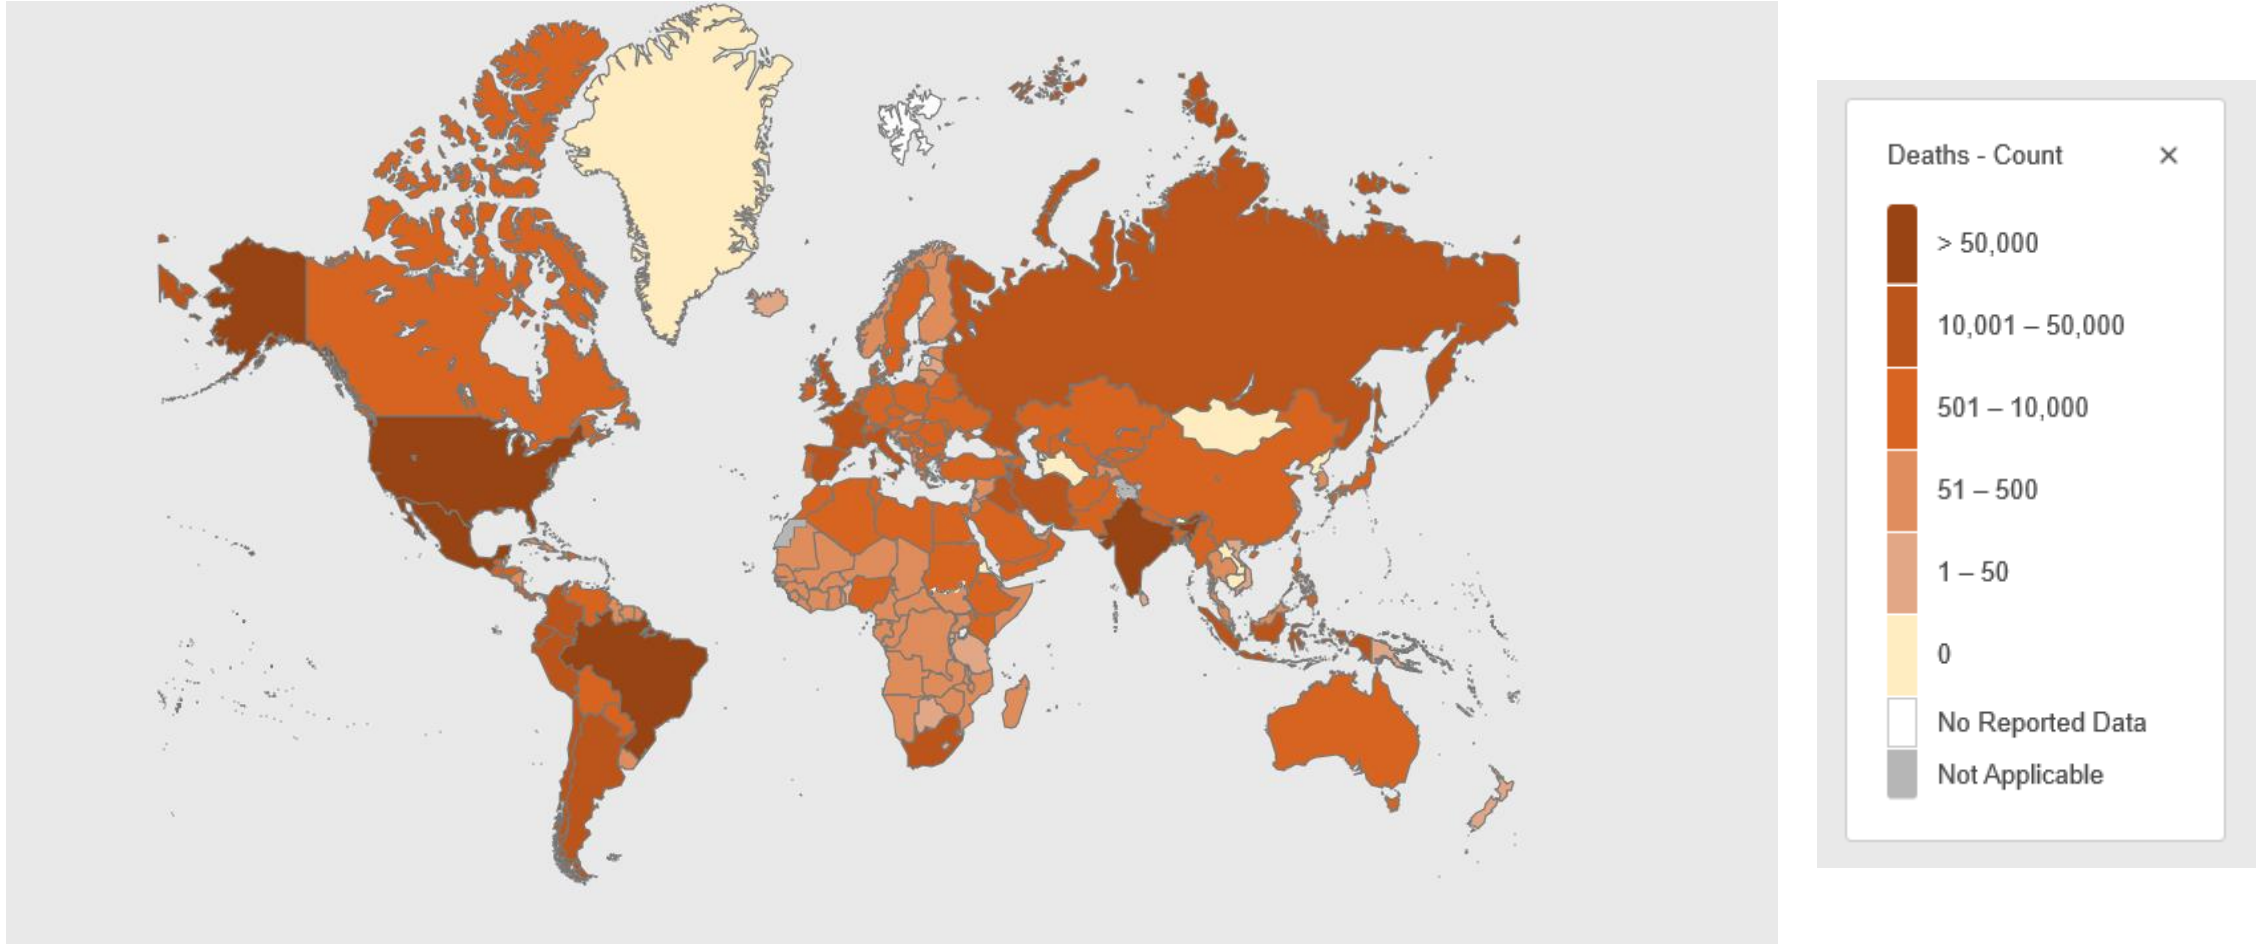 Deaths - Count ×
> 50,000
10,001 – 50,000
501 – 10,000
51 – 500
1 – 50
0
No Reported Data
Not Applicable